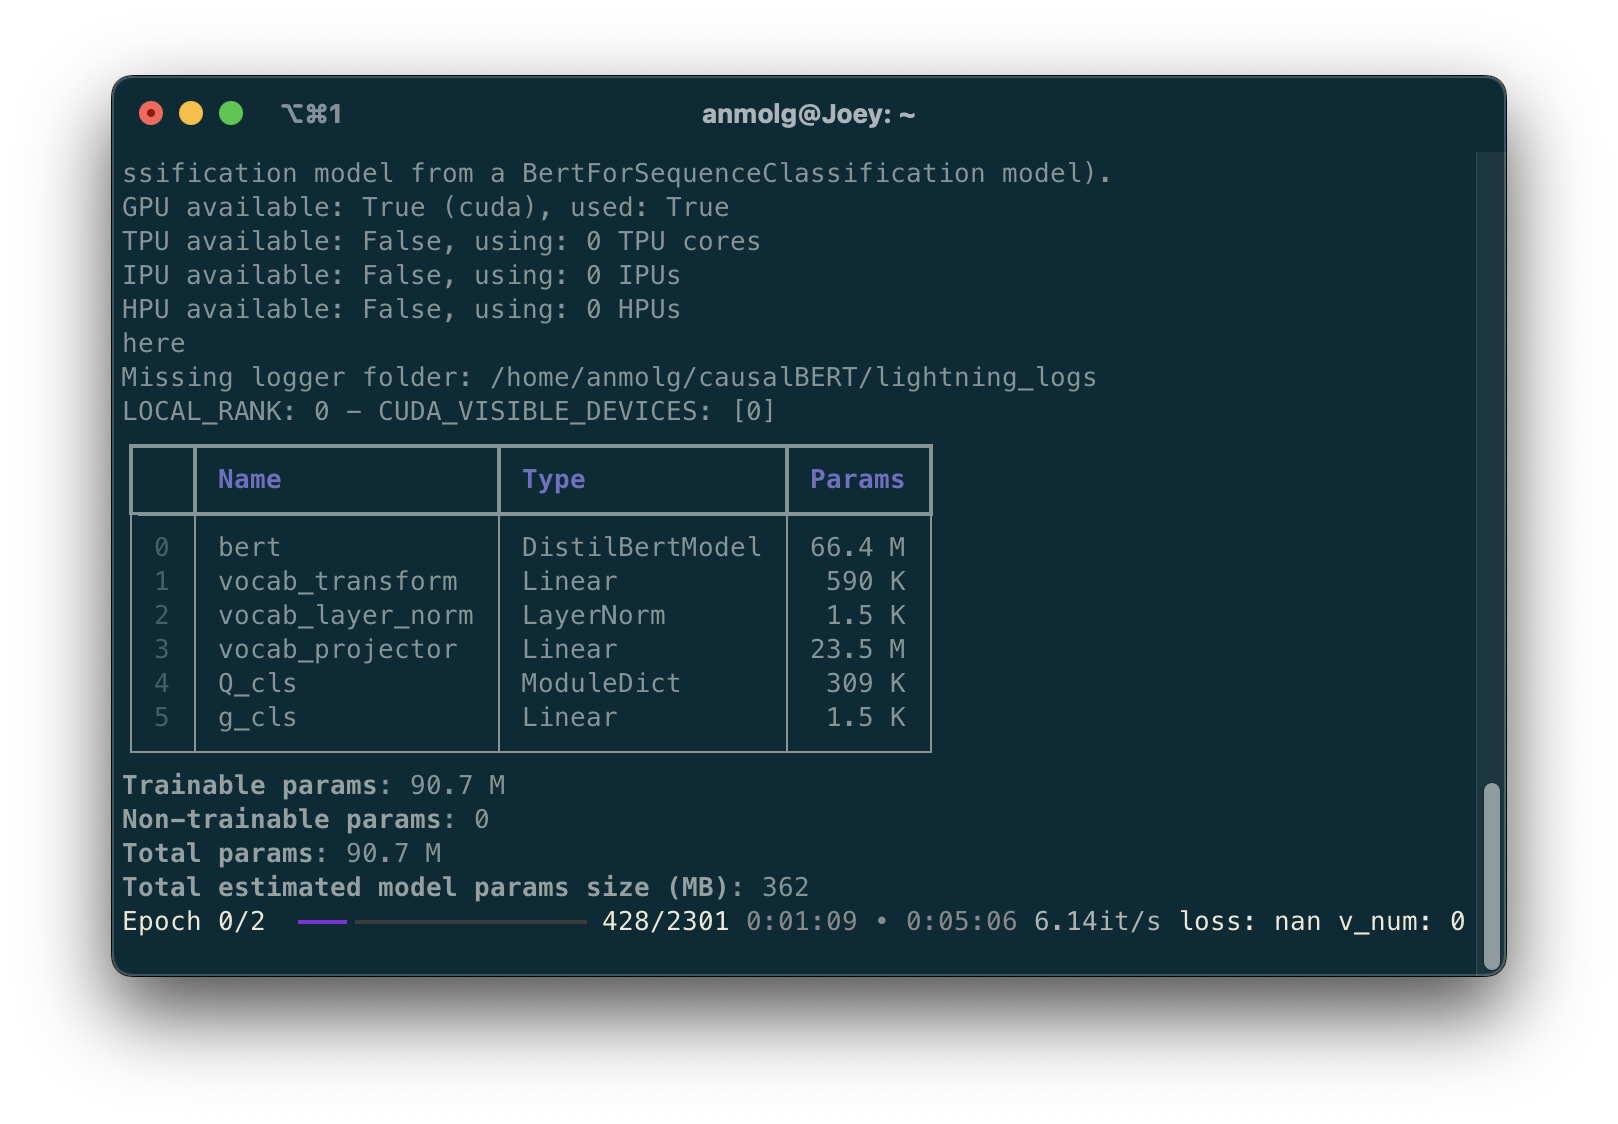 ⌥⌘1
anmolg@Joey: ~
ssification model from a BertForSequenceClassification model).
GPU available: True (cuda), used: True
TPU available: False, using: 0 TPU cores
IPU available: False, using: 0 IPUs
HPU available: False, using: 0 HPUs
here
Missing logger folder: /home/anmolg/causalBERT/lightning_logs
LOCAL_RANK: 0 - CUDA_VISIBLE_DEVICES: [0]
Name Type Params
0 bert DistilBertModel 66.4 M
1 vocab_transform Linear 590 K
2 vocab_layer_norm LayerNorm 1.5 K
3 vocab_projector Linear 23.5 M
4 Q_cls ModuleDict 309 K
5 g_cls Linear 1.5 K
Trainable params: 90.7 M
Non-trainable params: 0
Total params: 90.7 M
Total estimated model params size (MB): 362
Epoch 0/2 428/2301 0:01:09 • 0:05:06 6.14it/s loss: nan v_num: 0